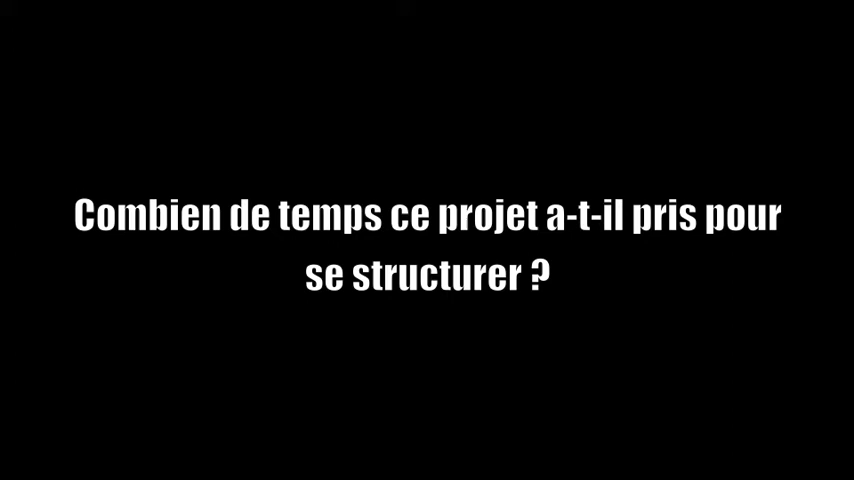 Combien de temps ce projet a-t-il pris pour
se structurer ?